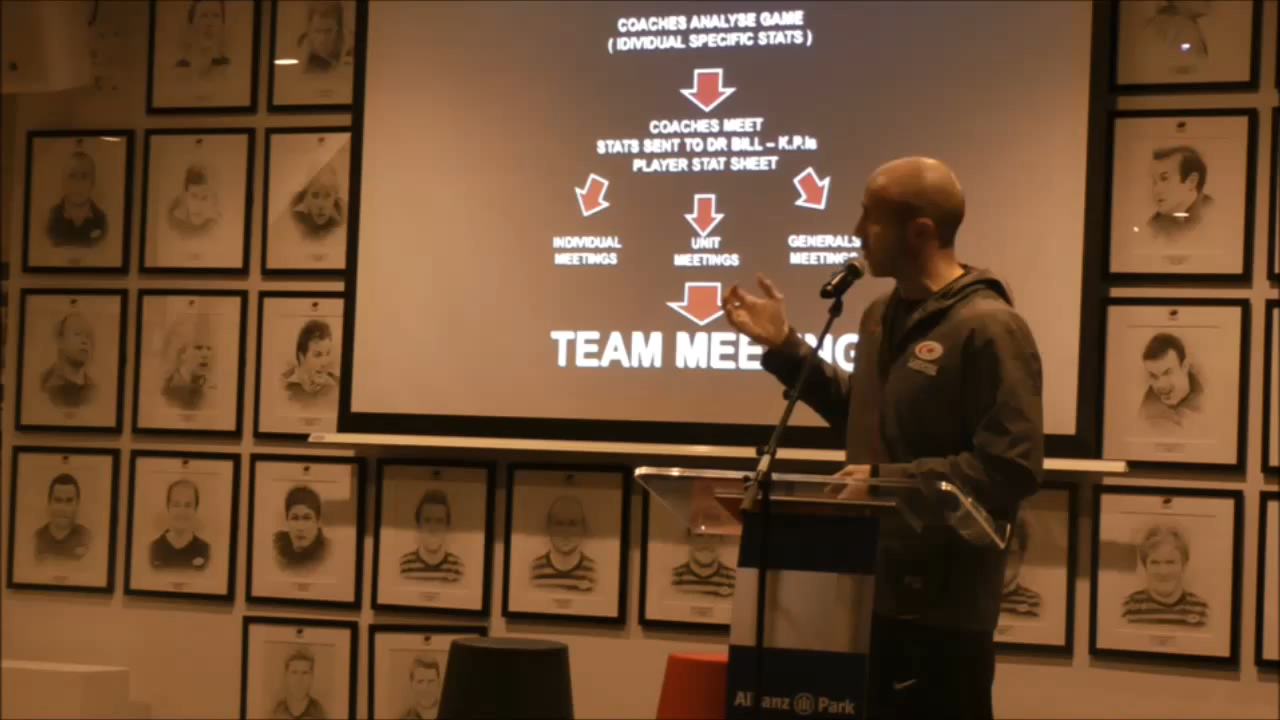 COACHES ANALYSE GAME
( IDIVIDUAL SPECIFIC STATS )
COACHES MEET
STATS SENT TO DR BILL – K.P.Is
PLAYER STAT SHEET
INDIVIDUAL
MEETINGS
UNIT
MEETINGS
GENERALS
MEETINGS
TEAM MEETING
Allianz Park